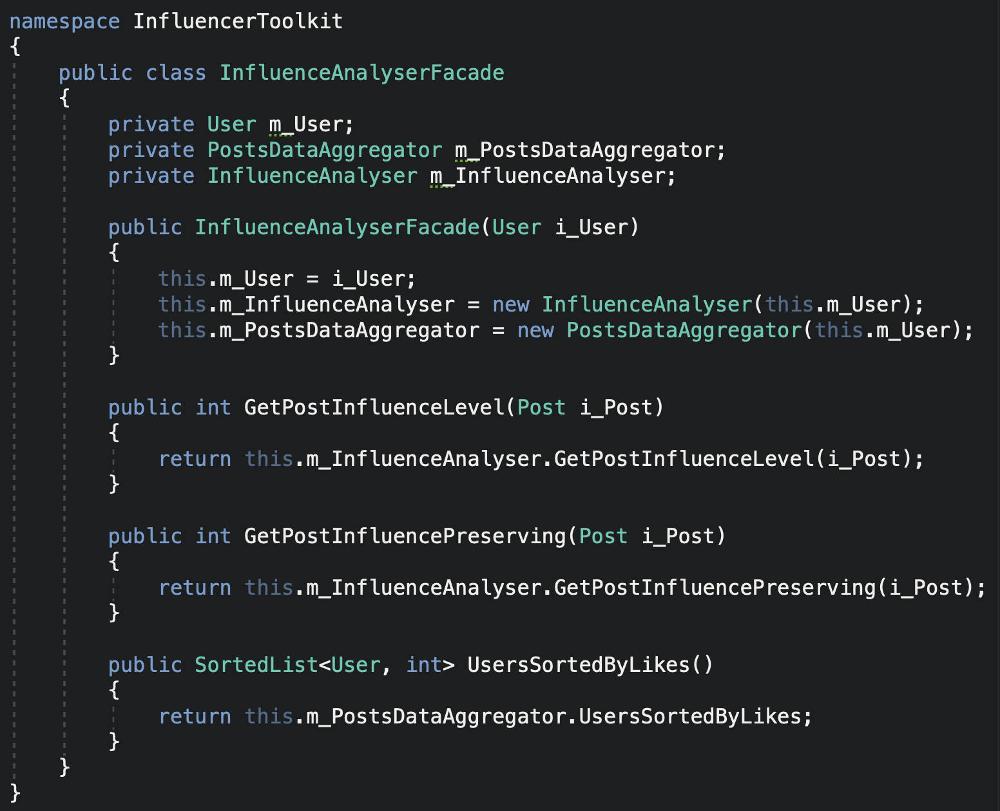 namespace InfluencerToolkit
{
    public class InfluenceAnalyserFacade
    {
        private User m_User;
        private PostsDataAggregator m_PostsDataAggregator;
        private InfluenceAnalyser m_InfluenceAnalyser;

        public InfluenceAnalyserFacade(User i_User)
        {
            this.m_User = i_User;
            this.m_InfluenceAnalyser = new InfluenceAnalyser(this.m_User);
            this.m_PostsDataAggregator = new PostsDataAggregator(this.m_User);
        }

        public int GetPostInfluenceLevel(Post i_Post)
        {
            return this.m_InfluenceAnalyser.GetPostInfluenceLevel(i_Post);
        }

        public int GetPostInfluencePreserving(Post i_Post)
        {
            return this.m_InfluenceAnalyser.GetPostInfluencePreserving(i_Post);
        }

        public SortedList<User, int> UsersSortedByLikes()
        {
            return this.m_PostsDataAggregator.UsersSortedByLikes;
        }
    }
}